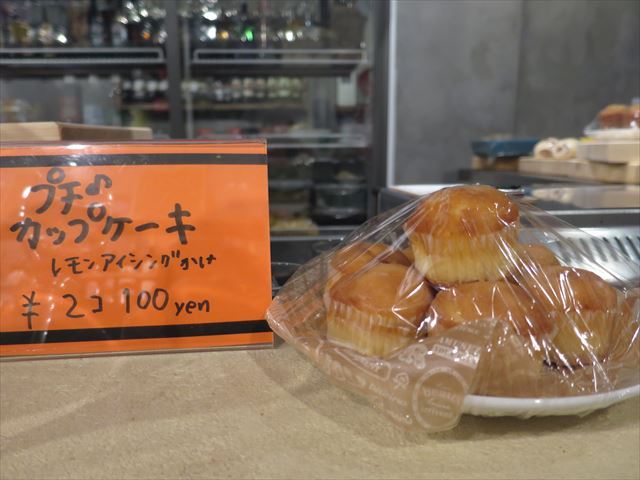 プチ♪
カップケーキ
レモンアイシングがけ
¥ 2コ 100 yen